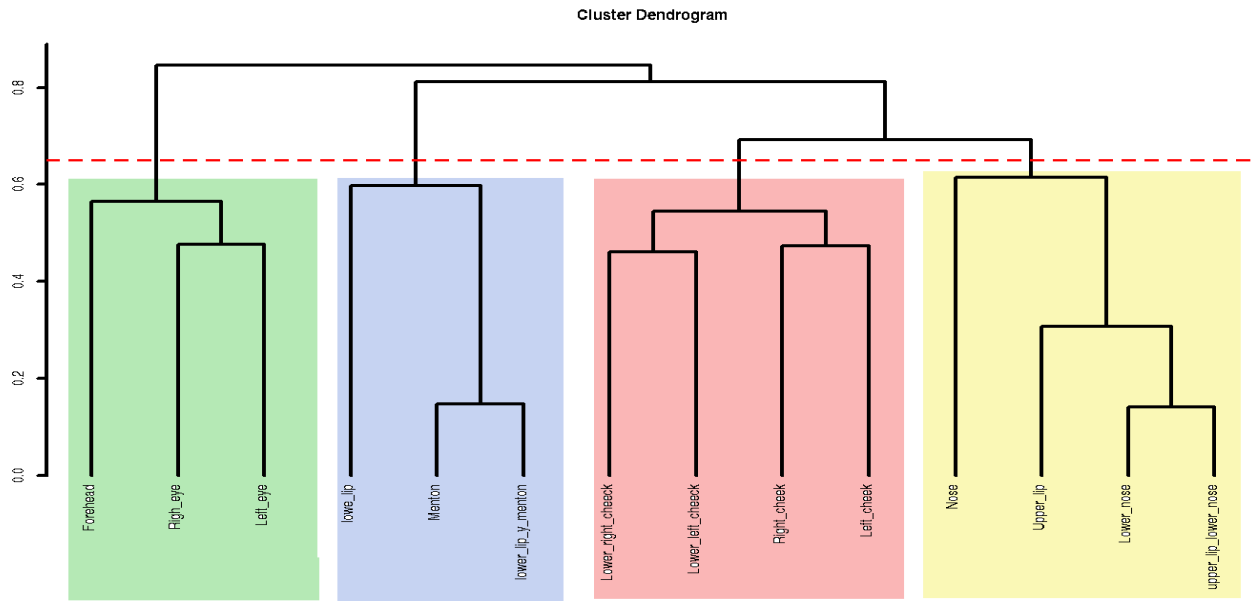 Cluster Dendrogram
0.8
0.6
0.4
0.2
0.0
Forehead
Righ_eye
Left_eye
lowe_lip
Menton
lower_lip_y_menton
Lower_right_check
Lower_left_cheeck
Right_cheek
Left_cheek
Nose
Upper_lip
Lower_nose
upper_lip_lower_nose